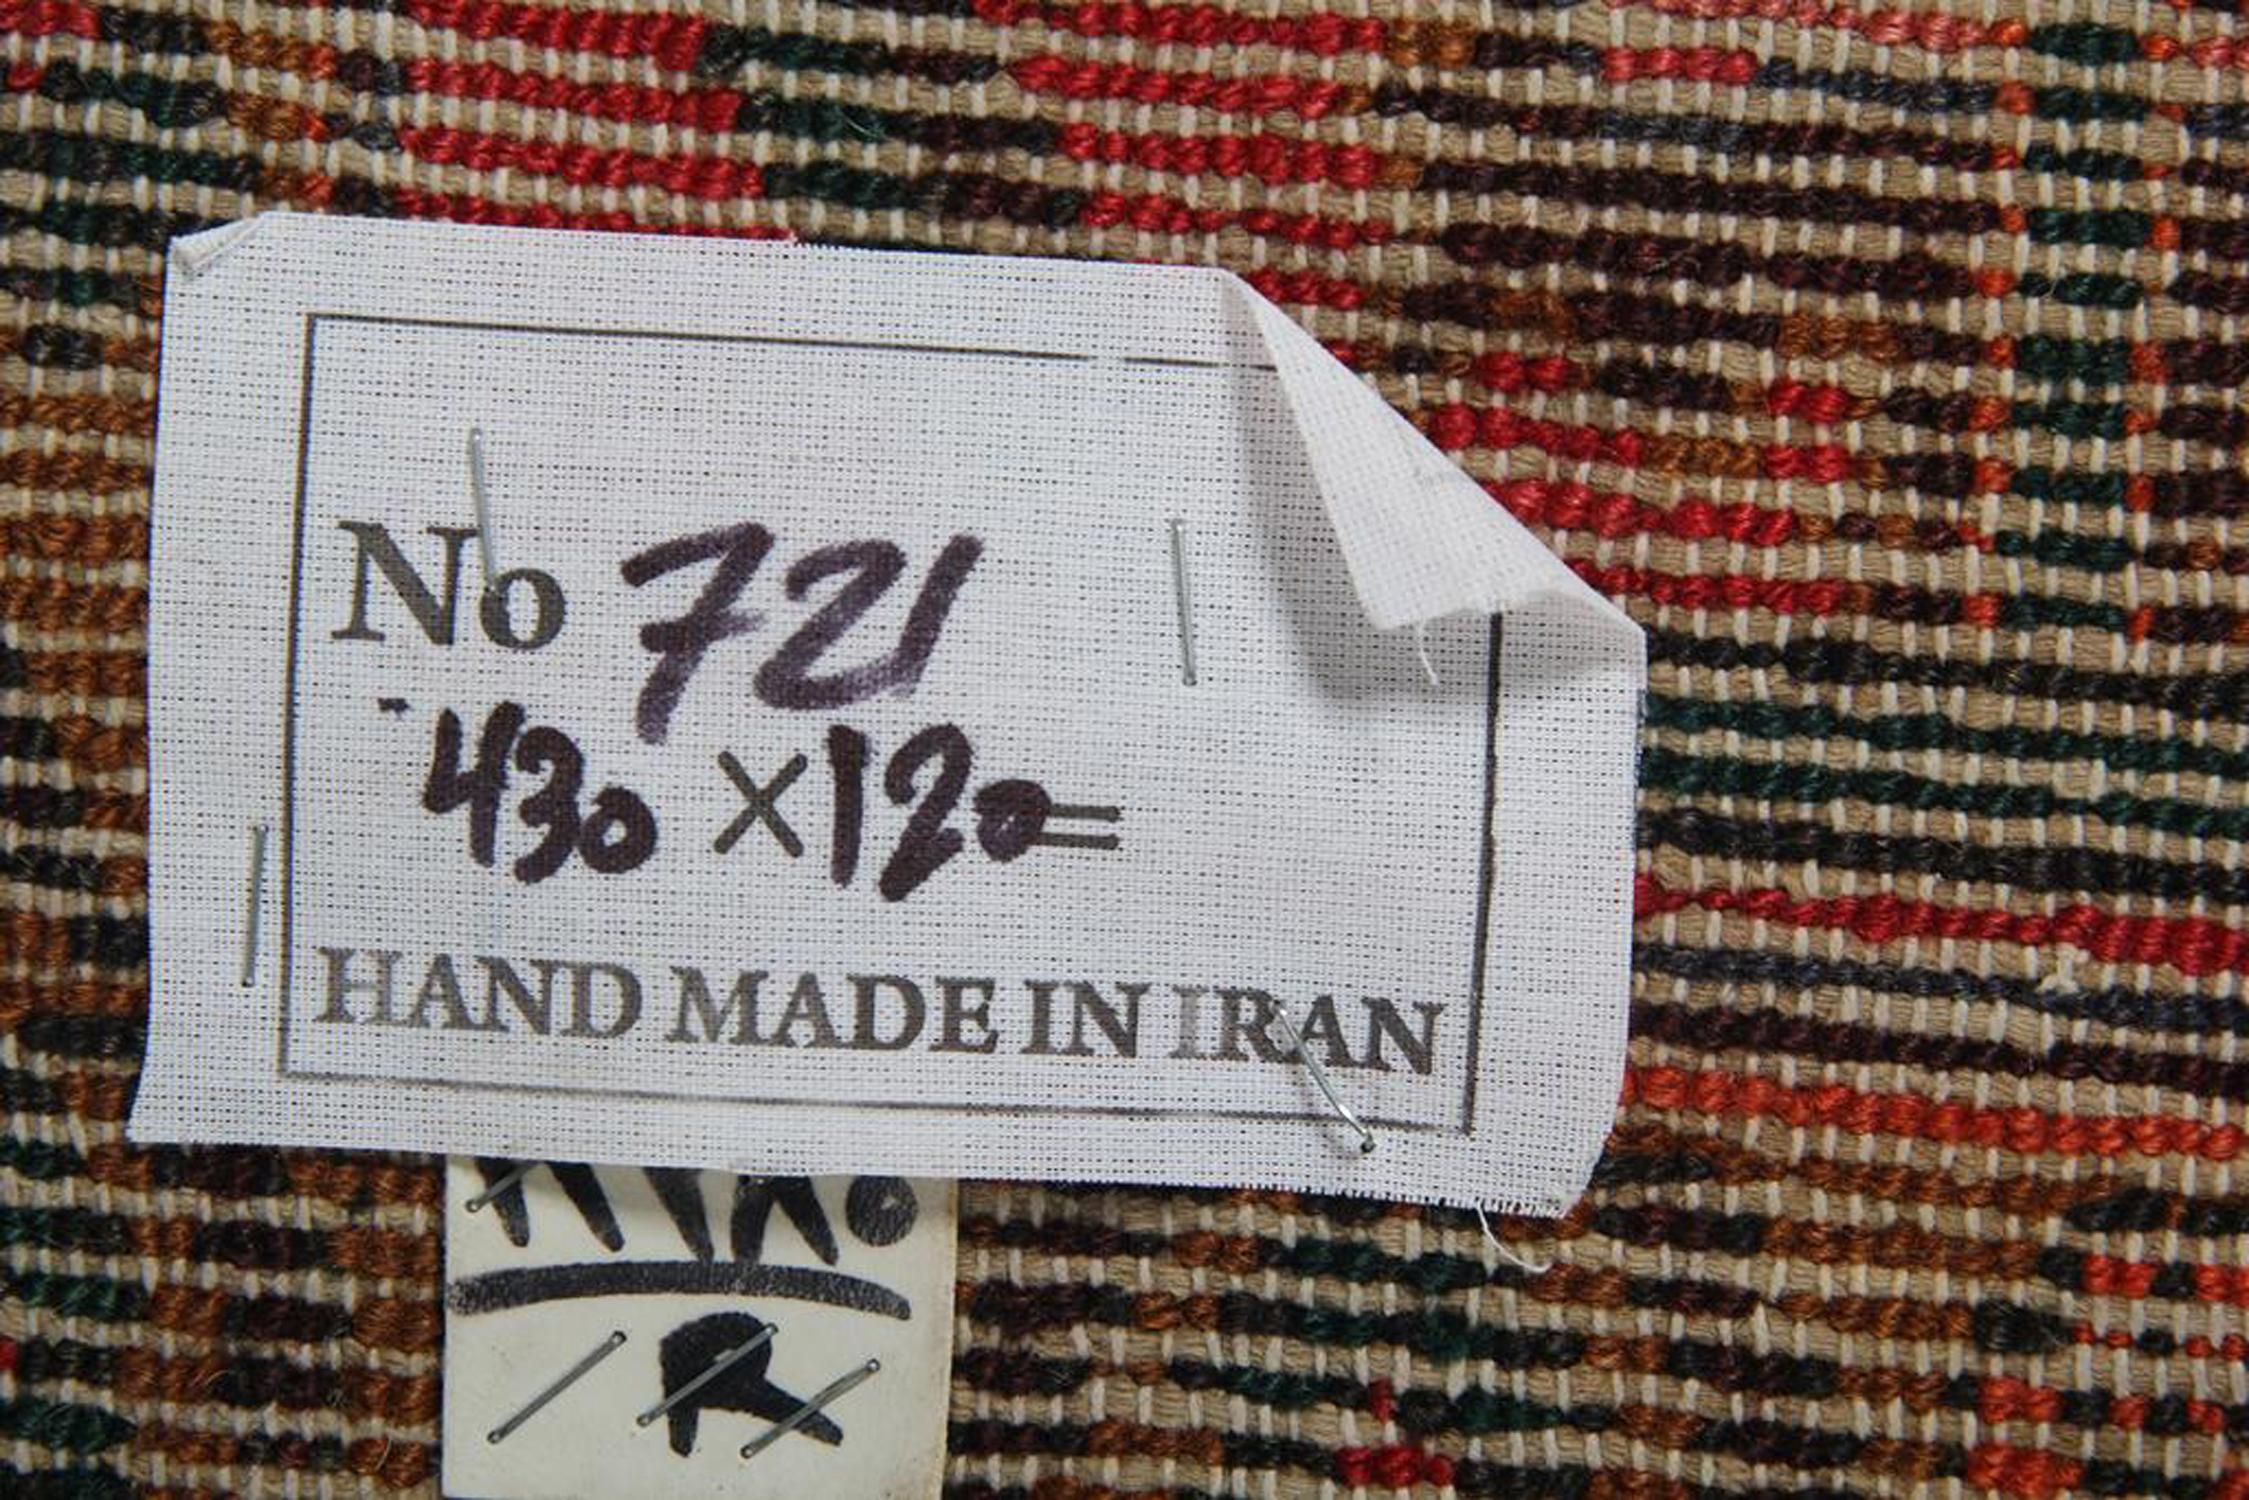 No 721
430 × 120 =
HAND MADE IN IRAN
R